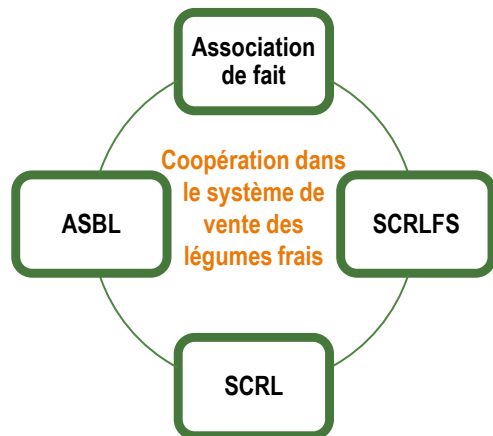 Association
de fait
Coopération dans
le système de
vente des
légumes frais
ASBL
SCRLFS
SCRL